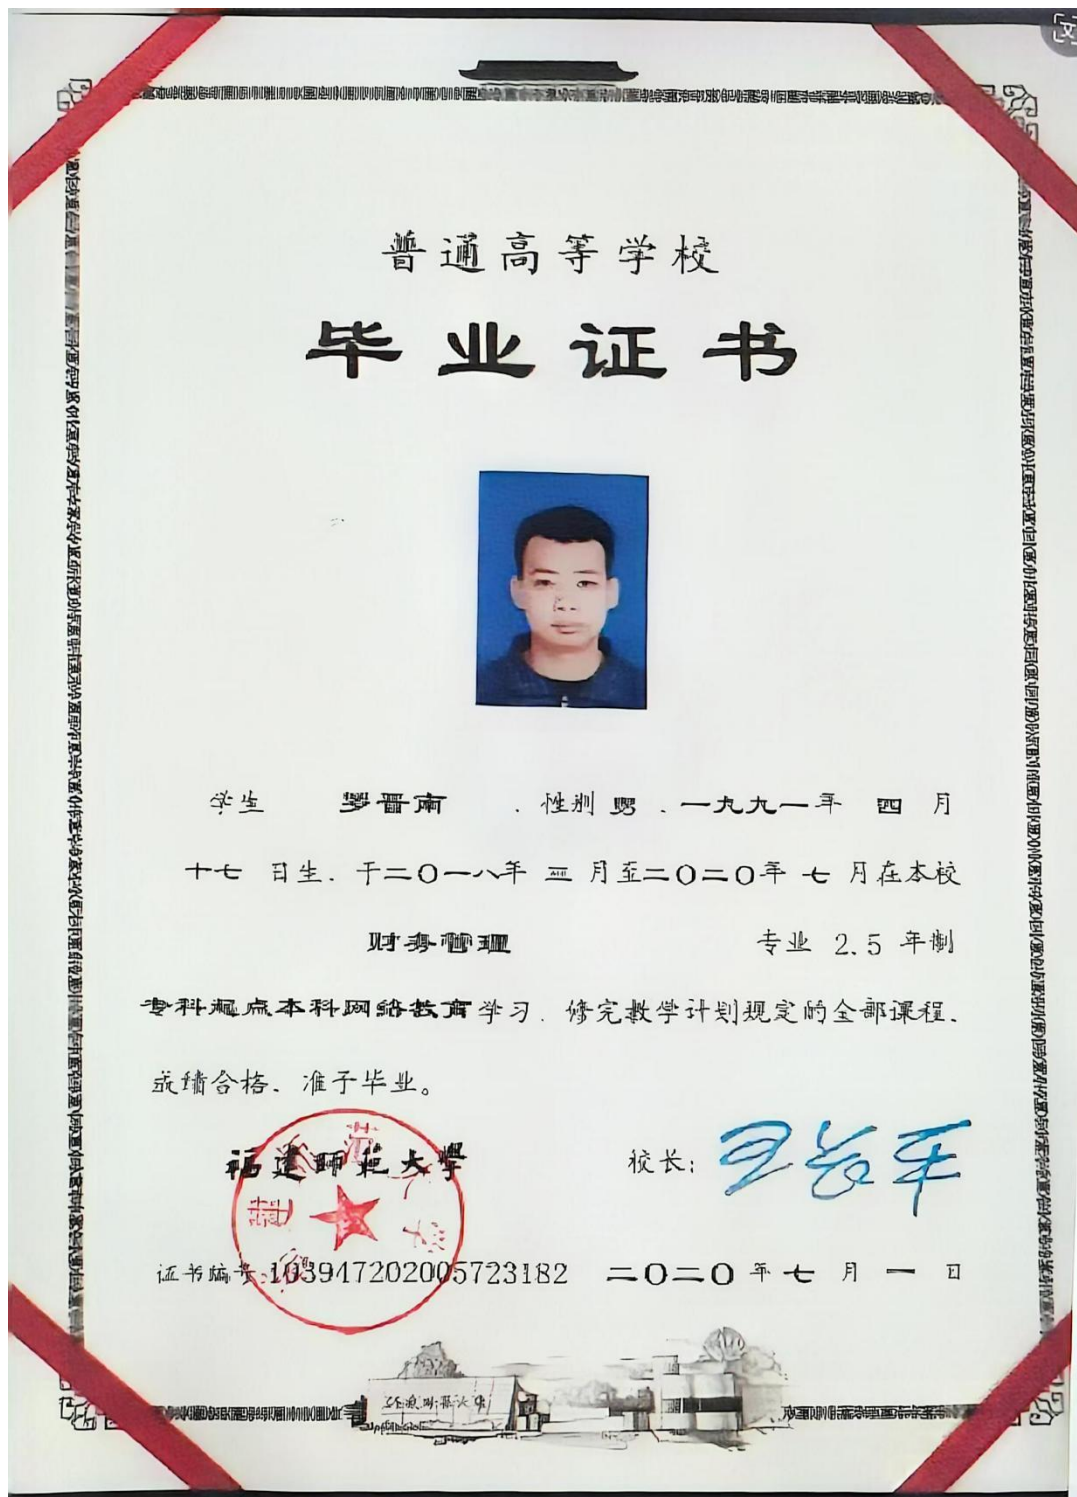 普通高等学校
毕业证书
学生 罗晋南 、性别 男 、一九九一年 四 月
十七 日生、于二〇一八年 三 月至二〇二〇年 七 月在本校
财务管理 专业 2.5 年制
专科起点本科网络教育学习、修完教学计划规定的全部课程、
成绩合格、准予毕业。
福建师范大学 校长:
证书编号:103947202005723182 二〇二〇 年 七 月 一 日